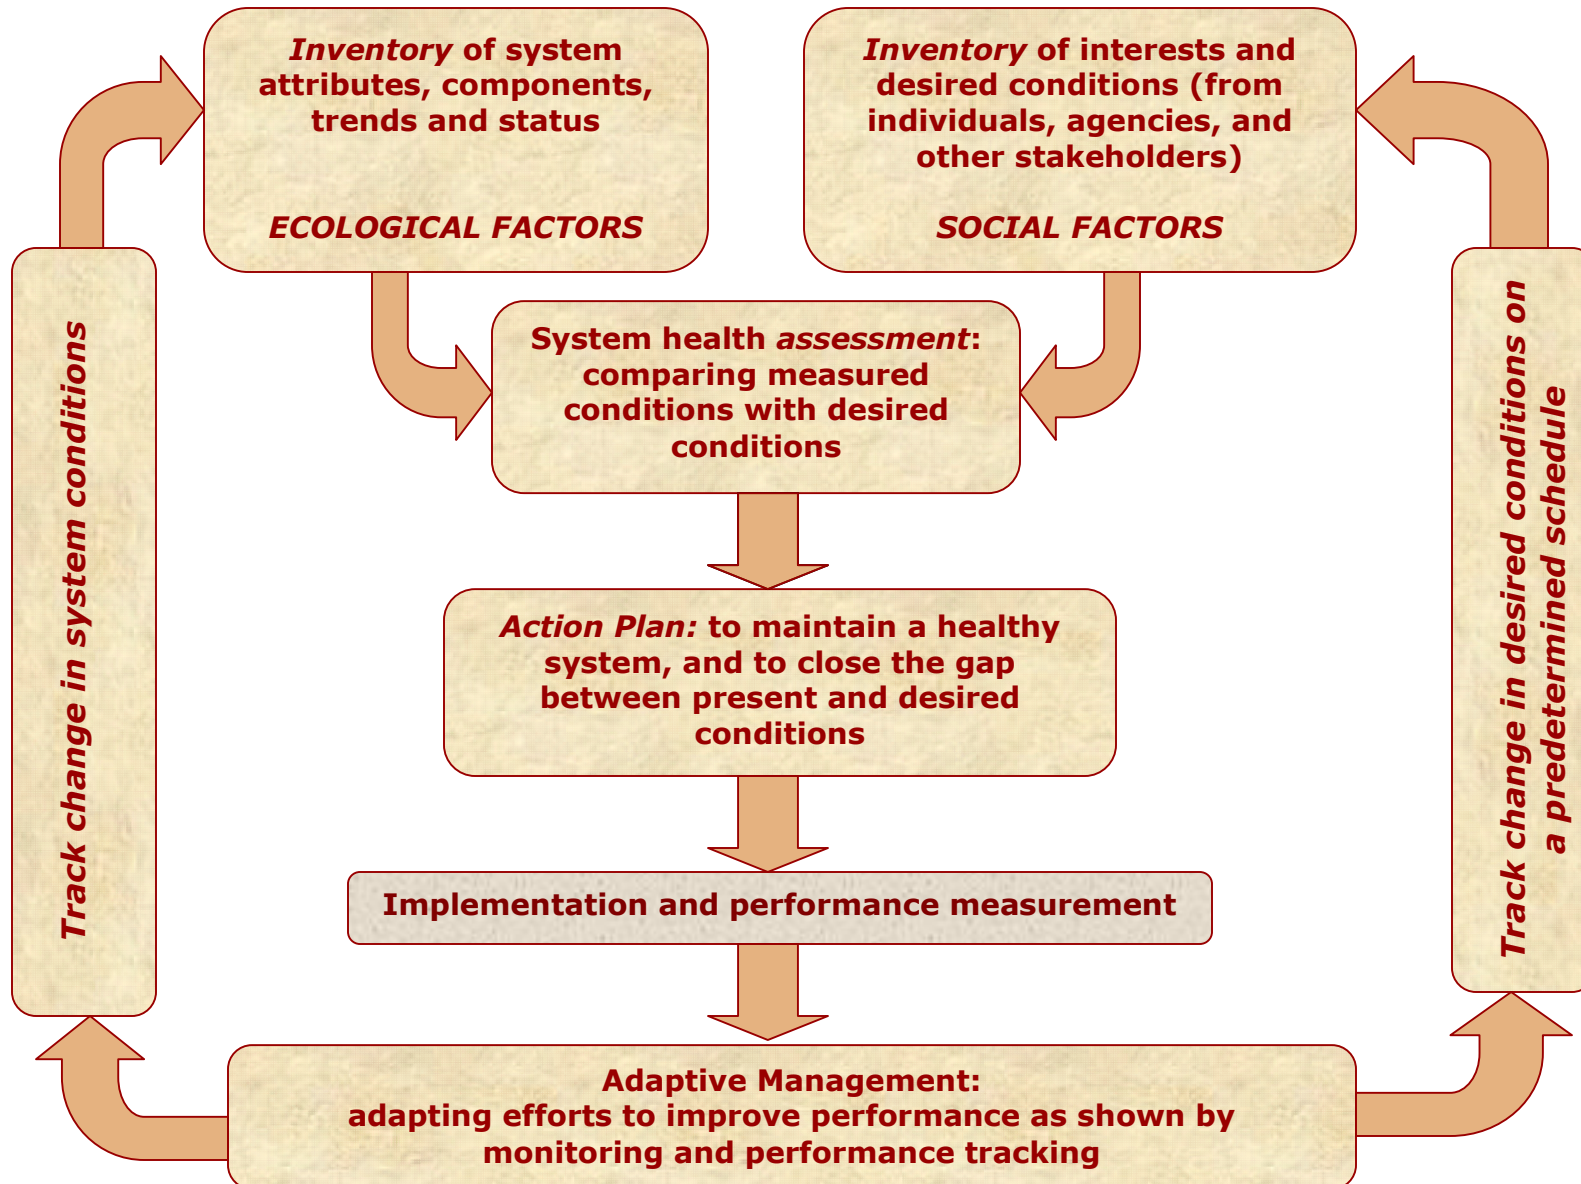 Inventory of system
attributes, components,
trends and status
ECOLOGICAL FACTORS
Inventory of interests and
desired conditions (from
individuals, agencies, and
other stakeholders)
SOCIAL FACTORS
System health assessment:
comparing measured
conditions with desired
conditions
Action Plan: to maintain a healthy
system, and to close the gap
between present and desired
conditions
Implementation and performance measurement
Adaptive Management:
adapting efforts to improve performance as shown by
monitoring and performance tracking
Track change in system conditions
Track change in desired conditions on
a predetermined schedule